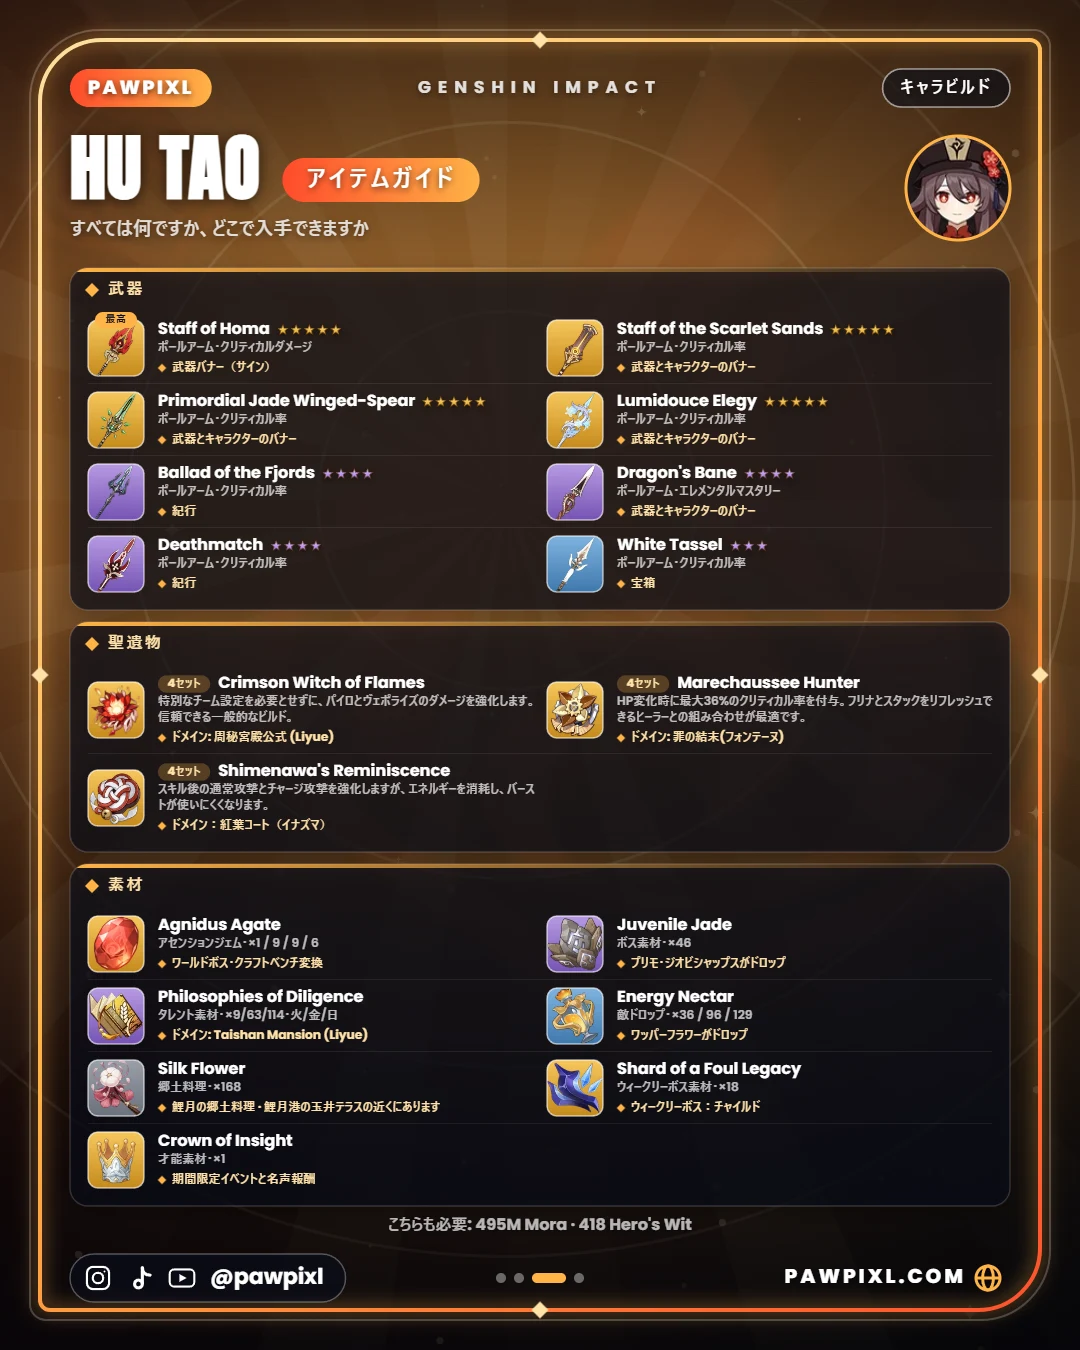 PAWPIXL
GENSHIN IMPACT
キャラビルド
HU TAO
アイテムガイド
すべては何ですか、どこで入手できますか
武器
最高
Staff of Homa ★★★★★
ポールアーム・クリティカルダメージ
武器バナー（サイン）
Staff of the Scarlet Sands ★★★★★
ポールアーム・クリティカル率
武器とキャラクターのバナー
Primordial Jade Winged-Spear ★★★★★
ポールアーム・クリティカル率
武器とキャラクターのバナー
Lumidouce Elegy ★★★★★
ポールアーム・クリティカル率
武器とキャラクターのバナー
Ballad of the Fjords ★★★★
ポールアーム・クリティカル率
紀行
Dragon's Bane ★★★★
ポールアーム・エレメンタルマスタリー
武器とキャラクターのバナー
Deathmatch ★★★★
ポールアーム・クリティカル率
紀行
White Tassel ★★★
ポールアーム・クリティカル率
宝箱
聖遺物
4セット Crimson Witch of Flames
特別なチーム設定を必要とせずに、パイロとヴェポライズのダメージを強化します。
信頼できる一般的なビルド。
ドメイン: 周秘宮殿公式 (Liyue)
4セット Marechaussee Hunter
HP変化時に最大36%のクリティカル率を付与。フリナとスタックをリフレッシュで
きるヒーラーとの組み合わせが最適です。
ドメイン: 罪の結末(フォンテーヌ)
4セット Shimenawa's Reminiscence
スキル後の通常攻撃とチャージ攻撃を強化しますが、エネルギーを消耗し、バース
トが使いにくくなります。
ドメイン：紅葉コート（イナズマ）
素材
Agnidus Agate
アセンションジェム · ×1 / 9 / 9 / 6
ワールドボス・クラフトベンチ変換
Juvenile Jade
ボス素材 · ×46
プリモ・ジオビシャップスがドロップ
Philosophies of Diligence
タレント素材 · ×9/63/114 · 火/金/日
ドメイン: Taishan Mansion (Liyue)
Energy Nectar
敵ドロップ · ×36 / 96 / 129
ワッパーフラワーがドロップ
Silk Flower
郷土料理 · ×168
鯉月の郷土料理・鯉月港の玉井テラスの近くにあります
Shard of a Foul Legacy
ウィークリーボス素材 · ×18
ウィークリーボス：チャイルド
Crown of Insight
才能素材 · ×1
期間限定イベントと名声報酬
こちらも必要: 495M Mora · 418 Hero's Wit
@pawpixl
PAWPIXL.COM